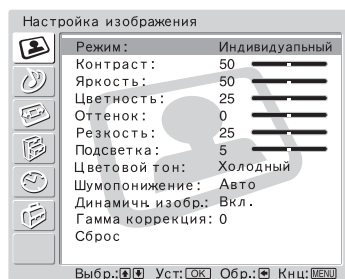 Настройка изображения
Режим: Индивидуапьный
Контраст: 50
Яркость: 50
Цветность: 25
Оттенок: 0
Резкость: 25
Подсветка: 5
Цветовой тон: Холодный
Шумопонижение: Авто
Динамичн. изобр.: Вкл.
Гамма коррекция: 0
Сброс
Выбр.: Уст: OK Обр.: Кнц: MENU